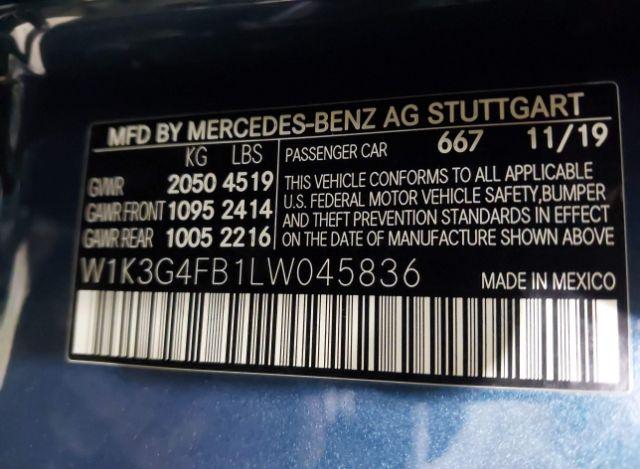 MFD BY MERCEDES-BENZ AG STUTTGART
KG LBS
GVWR 2050 4519
GAWR FRONT 1095 2414
GAWR REAR 1005 2216
PASSENGER CAR 667 11/19
THIS VEHICLE CONFORMS TO ALL APPLICABLE
U.S. FEDERAL MOTOR VEHICLE SAFETY,BUMPER
AND THEFT PREVENTION STANDARDS IN EFFECT
ON THE DATE OF MANUFACTURE SHOWN ABOVE
W1K3G4FB1LW045836
MADE IN MEXICO